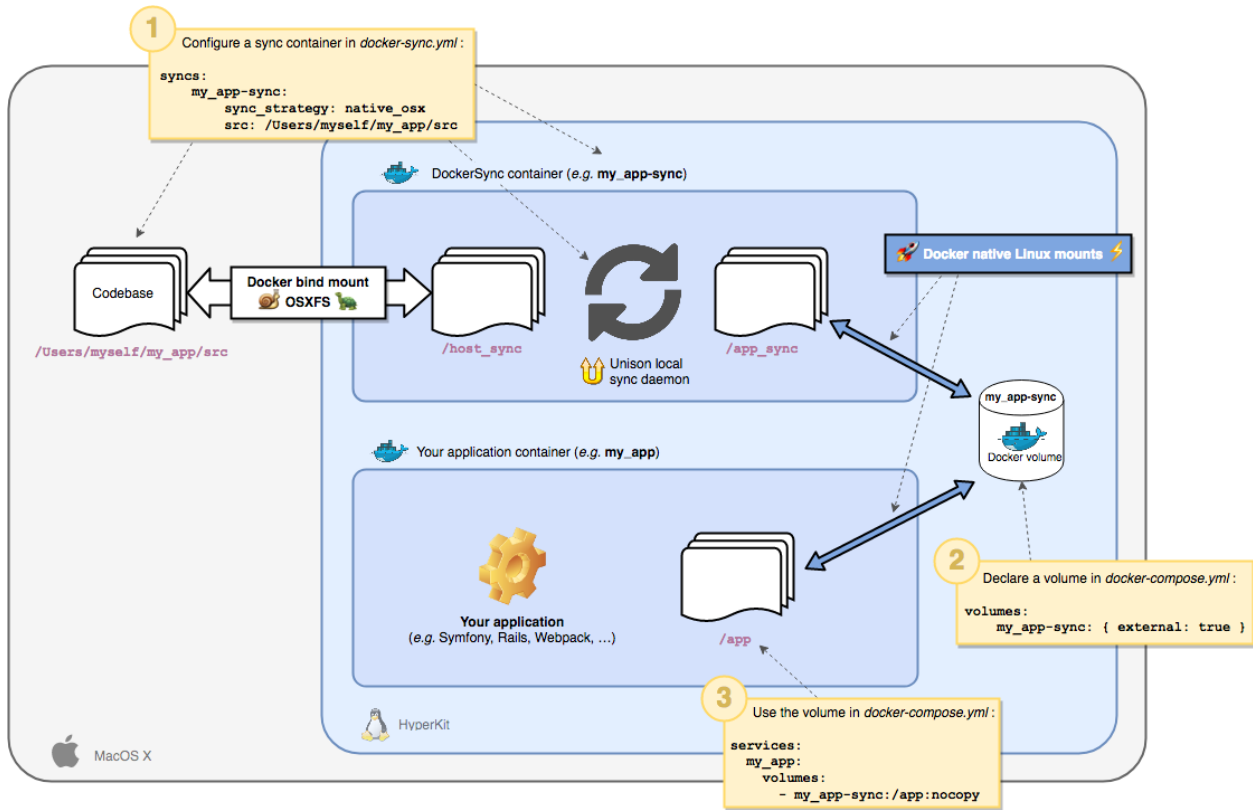 1
Configure a sync container in docker-sync.yml :
syncs:
my_app-sync:
sync_strategy: native_osx
src: /Users/myself/my_app/src
DockerSync container (e.g. my_app-sync)
Docker native Linux mounts
Codebase
Docker bind mount
OSXFS
/Users/myself/my_app/src
/host_sync
Unison local
sync daemon
/app_sync
my_app-sync
Docker volume
Your application container (e.g. my_app)
Your application
(e.g. Symfony, Rails, Webpack, …)
/app
2
Declare a volume in docker-compose.yml :
volumes:
my_app-sync: { external: true }
3
Use the volume in docker-compose.yml :
services:
my_app:
volumes:
- my_app-sync:/app:nocopy
HyperKit
MacOS X